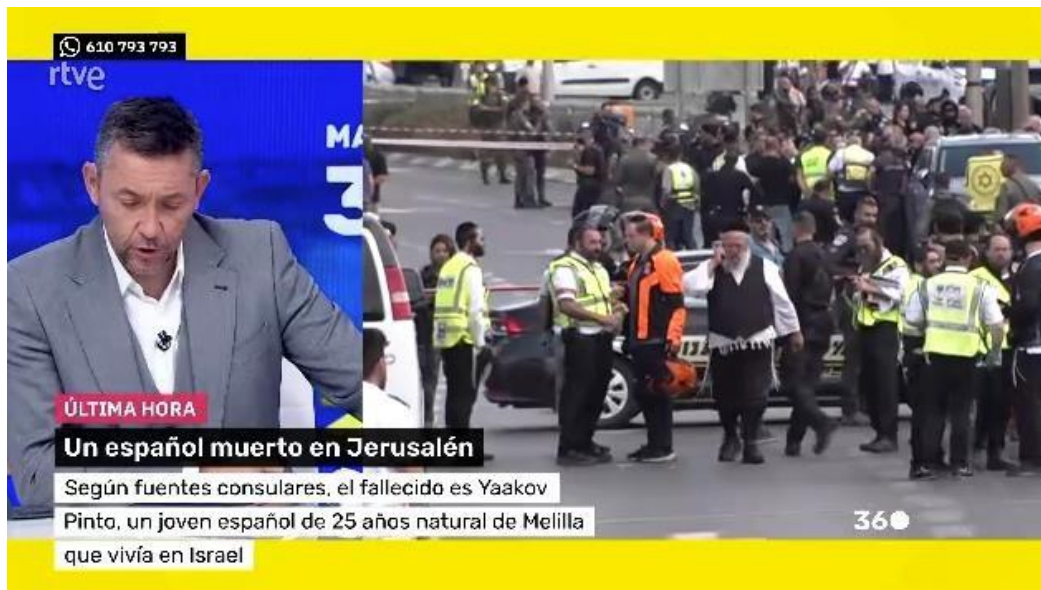 610 793 793
rtve
MA
3
ÚLTIMA HORA
Un español muerto en Jerusalén
Según fuentes consulares, el fallecido es Yaakov
Pinto, un joven español de 25 años natural de Melilla
que vivía en Israel
360